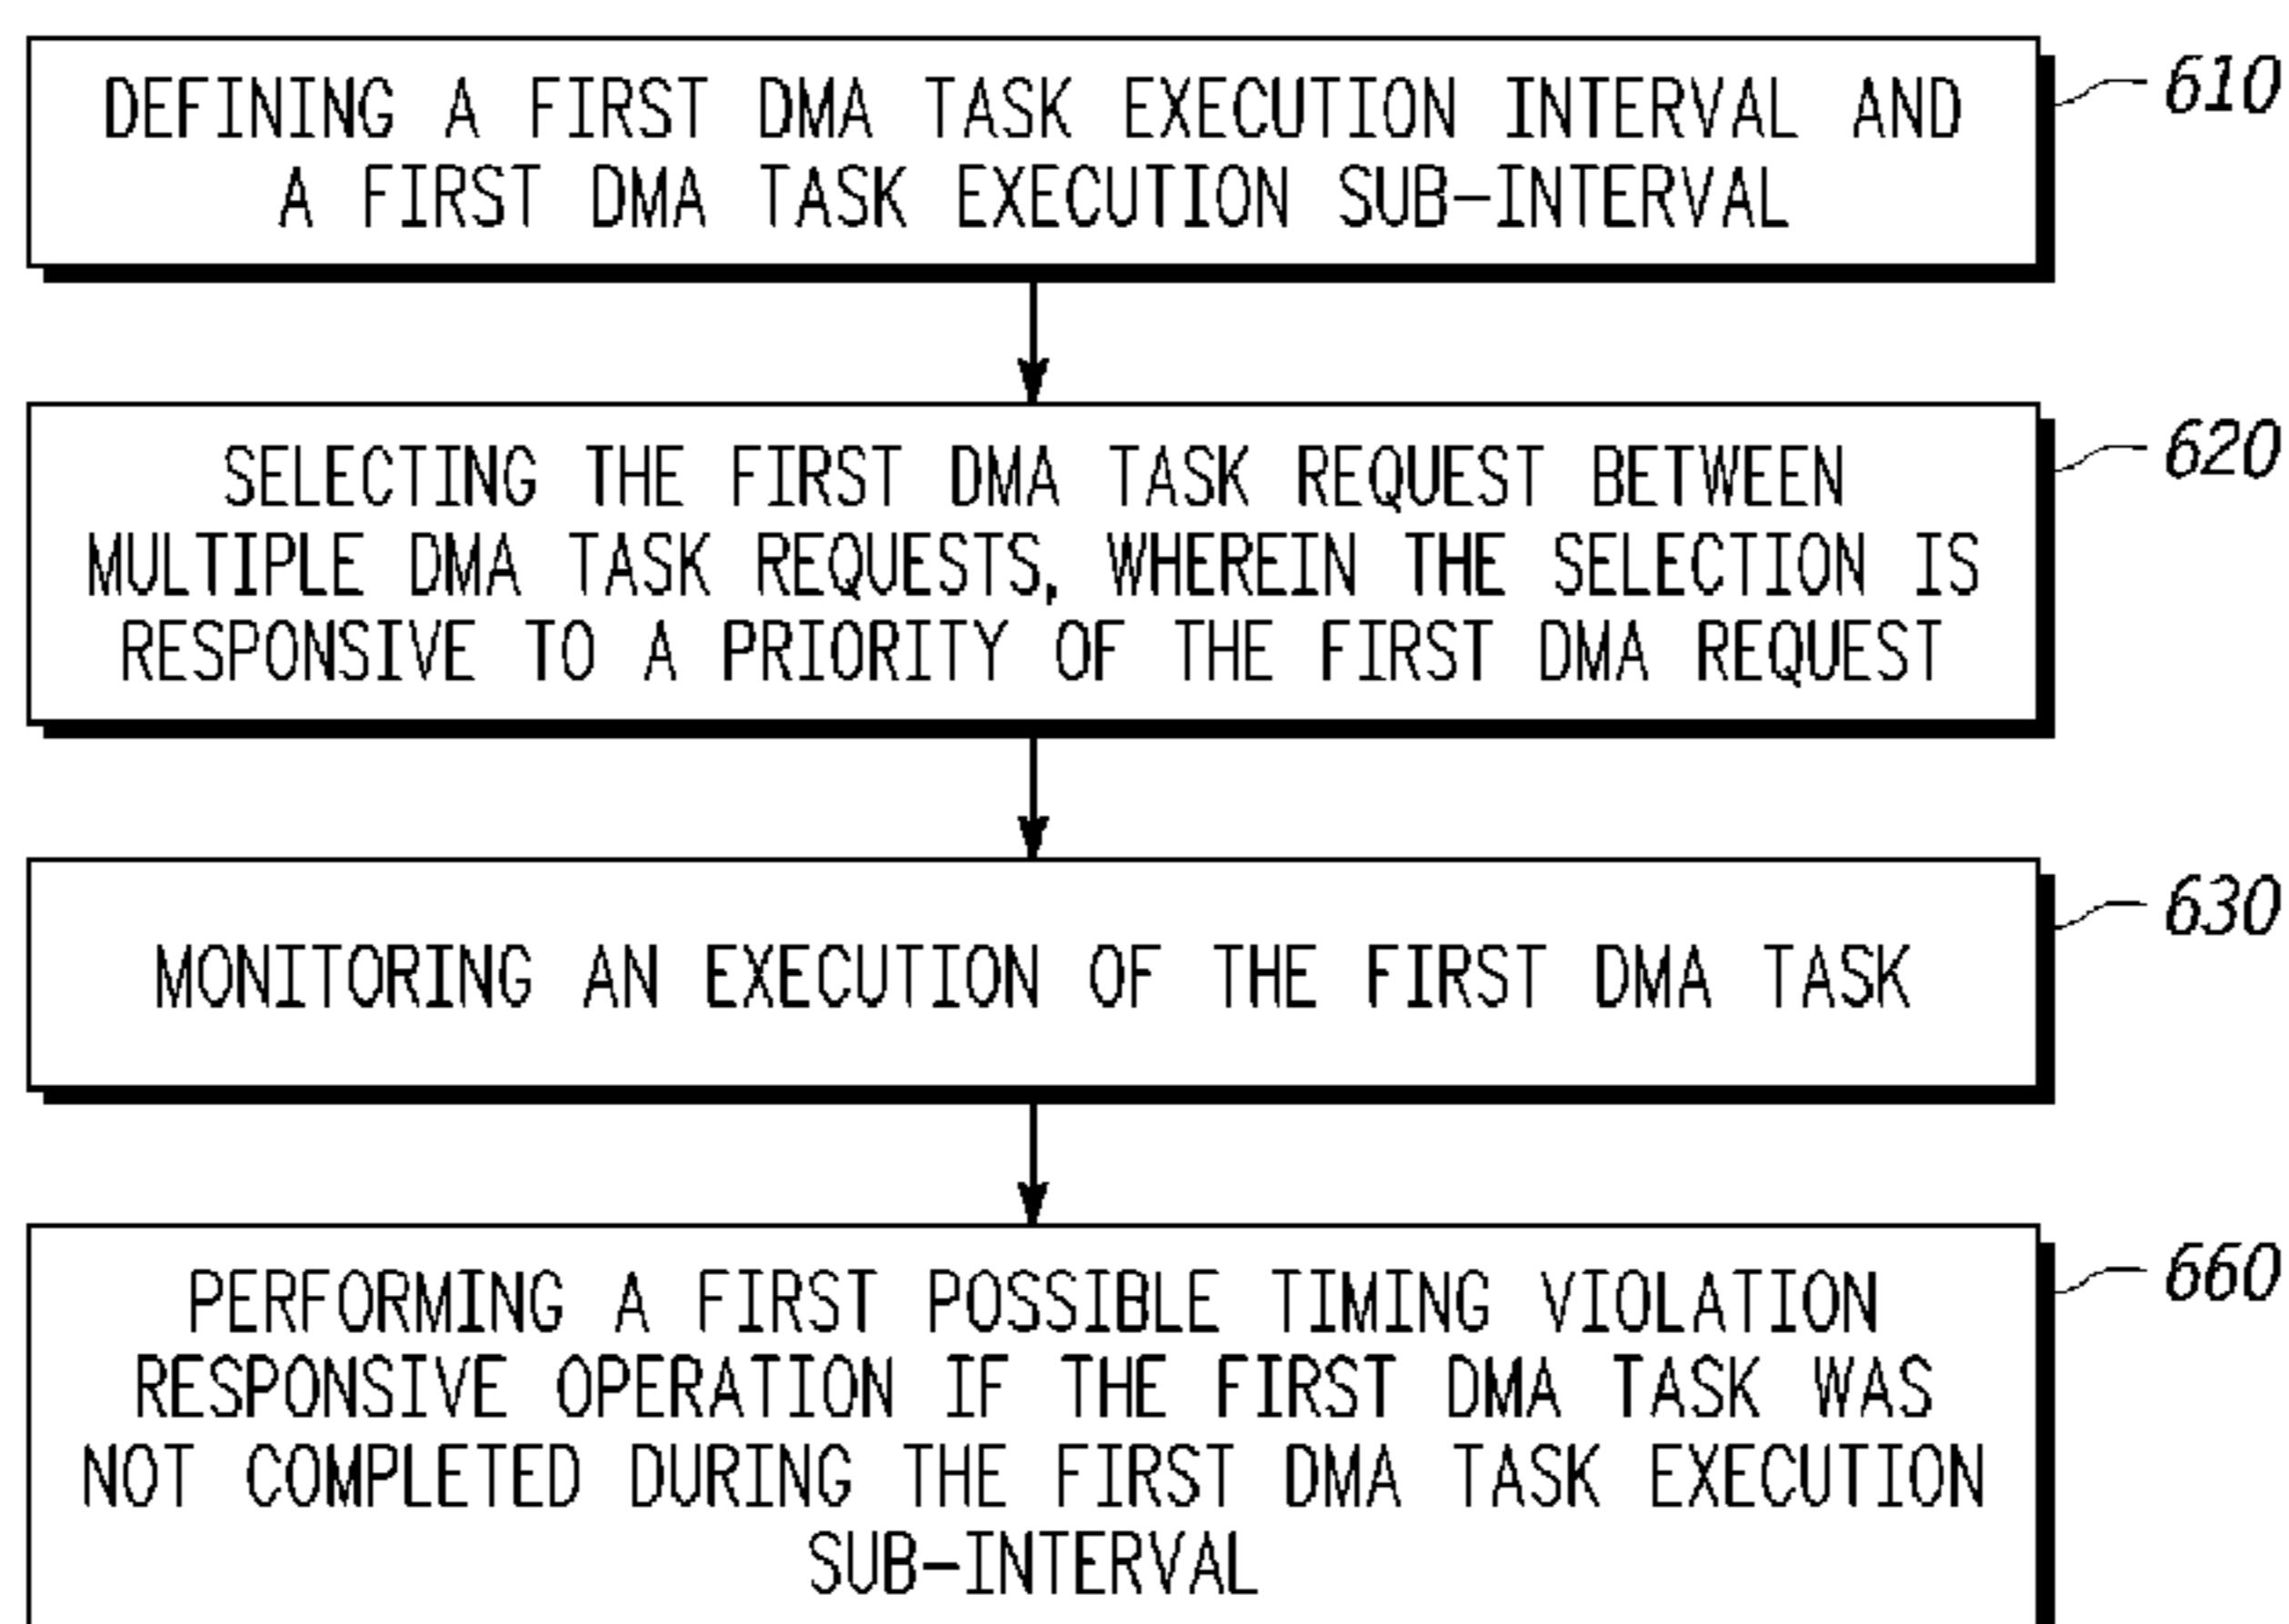 DEFINING A FIRST DMA TASK EXECUTION INTERVAL AND
A FIRST DMA TASK EXECUTION SUB-INTERVAL
610
SELECTING THE FIRST DMA TASK REQUEST BETWEEN
MULTIPLE DMA TASK REQUESTS, WHEREIN THE SELECTION IS
RESPONSIVE TO A PRIORITY OF THE FIRST DMA REQUEST
620
MONITORING AN EXECUTION OF THE FIRST DMA TASK
630
PERFORMING A FIRST POSSIBLE TIMING VIOLATION
RESPONSIVE OPERATION IF THE FIRST DMA TASK WAS
NOT COMPLETED DURING THE FIRST DMA TASK EXECUTION
SUB-INTERVAL
660